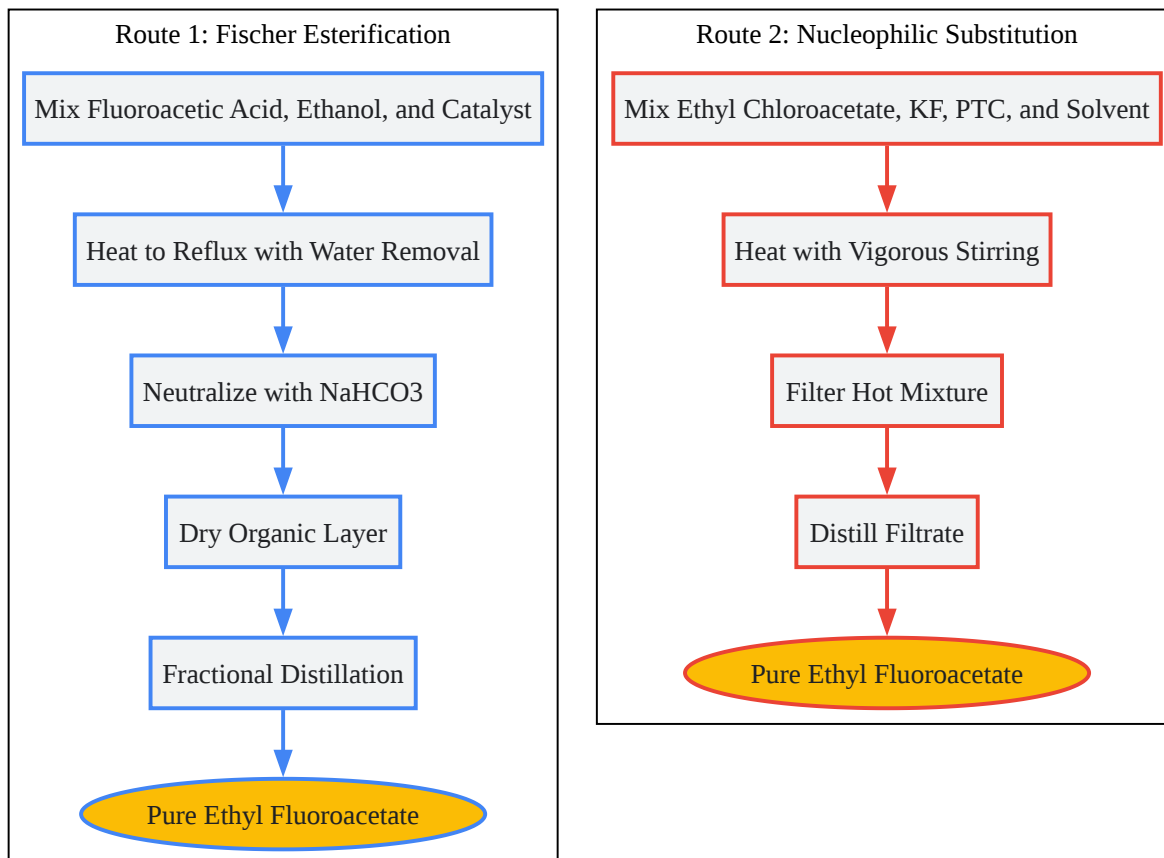 Route 1: Fischer Esterification
Mix Fluoroacetic Acid, Ethanol, and Catalyst
Heat to Reflux with Water Removal
Neutralize with NaHCO3
Dry Organic Layer
Fractional Distillation
Pure Ethyl Fluoroacetate
Route 2: Nucleophilic Substitution
Mix Ethyl Chloroacetate, KF, PTC, and Solvent
Heat with Vigorous Stirring
Filter Hot Mixture
Distill Filtrate
Pure Ethyl Fluoroacetate